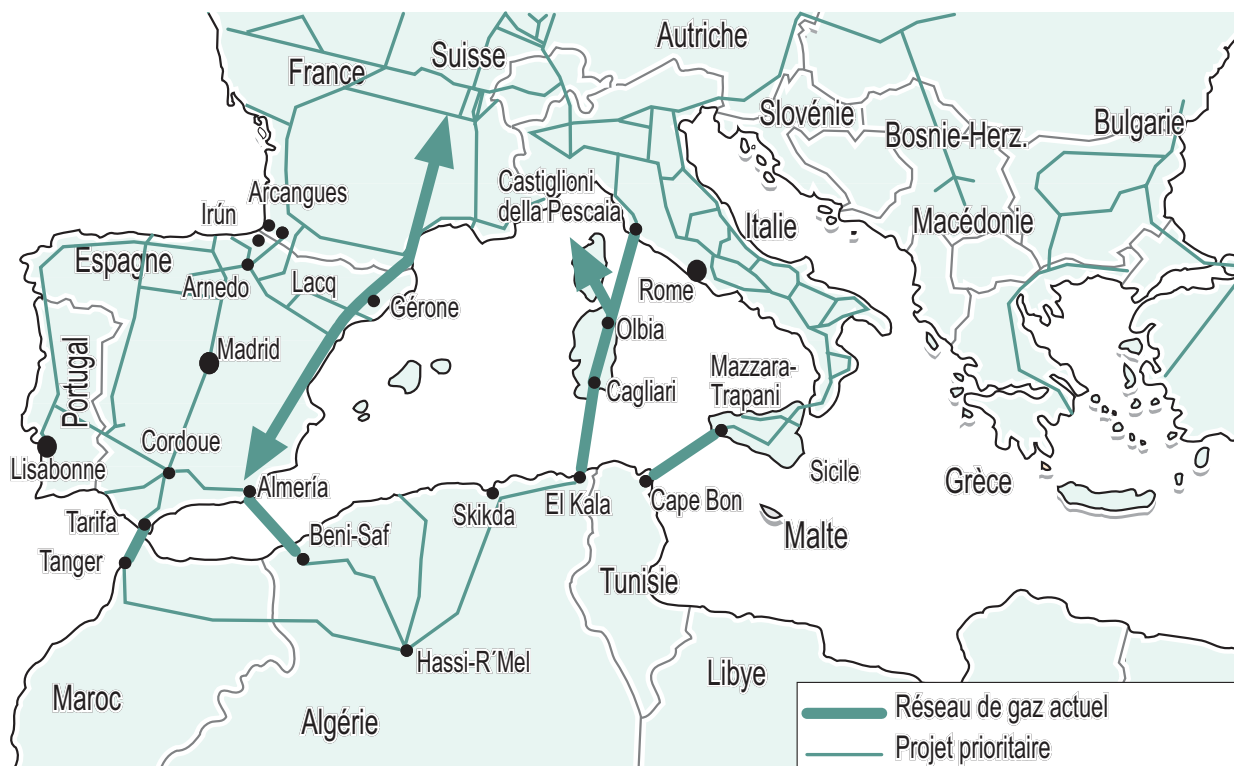 Autriche
Suisse
France
Slovénie
Bulgarie
Bosnie-Herz.
Castiglioni
della Pescaia
Arcangues
Irún
Macédonie
Italie
Espagne
Arnedo
Lacq
Rome
Gérone
Olbia
Madrid
Portugal
Mazzara-
Trapani
Cagliari
Cordoue
Lisabonne
Sicile
Grèce
Almería
Skikda
El Kala
Cape Bon
Tarifa
Beni-Saf
Malte
Tanger
Tunisie
Hassi-R´Mel
Libye
Maroc
Algérie
Réseau de gaz actuel
Projet prioritaire